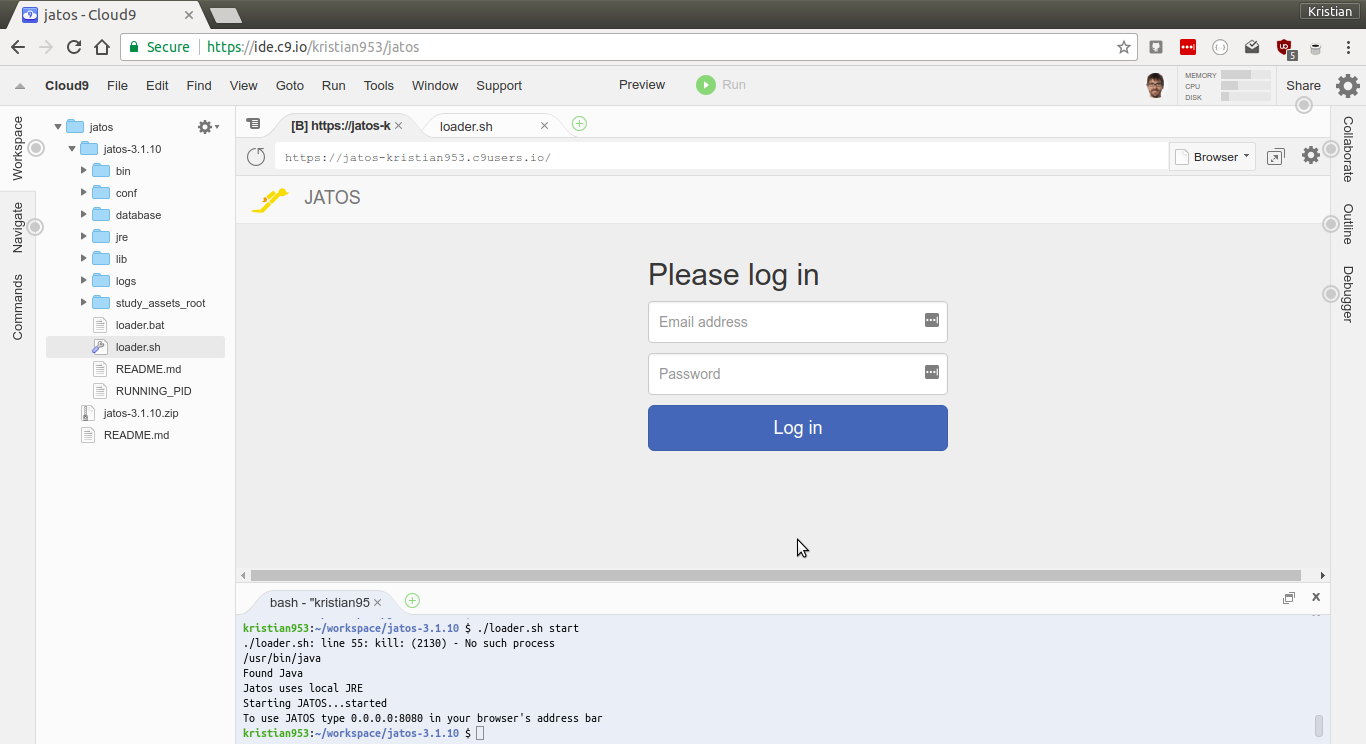 jatos - Cloud9
Kristian
Secure
https://ide.c9.io/kristian953/jatos
5
Cloud9 File Edit Find View Goto Run Tools Window Support Preview Run
MEMORY
CPU
DISK
Share
Workspace
Navigate
Commands
jatos
jatos-3.1.10
bin
conf
database
jre
lib
logs
study_assets_root
loader.bat
loader.sh
README.md
RUNNING_PID
jatos-3.1.10.zip
README.md
[B] https://jatos-k
loader.sh
https://jatos-kristian953.c9users.io/
Browser
JATOS
Please log in
Email address
Password
Log in
Collaborate
Outline
Debugger
bash - "kristian95
kristian953:~/workspace/jatos-3.1.10 $ ./loader.sh start
./loader.sh: line 55: kill: (2130) - No such process
/usr/bin/java
Found Java
Jatos uses local JRE
Starting JATOS...started
To use JATOS type 0.0.0.0:8080 in your browser's address bar
kristian953:~/workspace/jatos-3.1.10 $